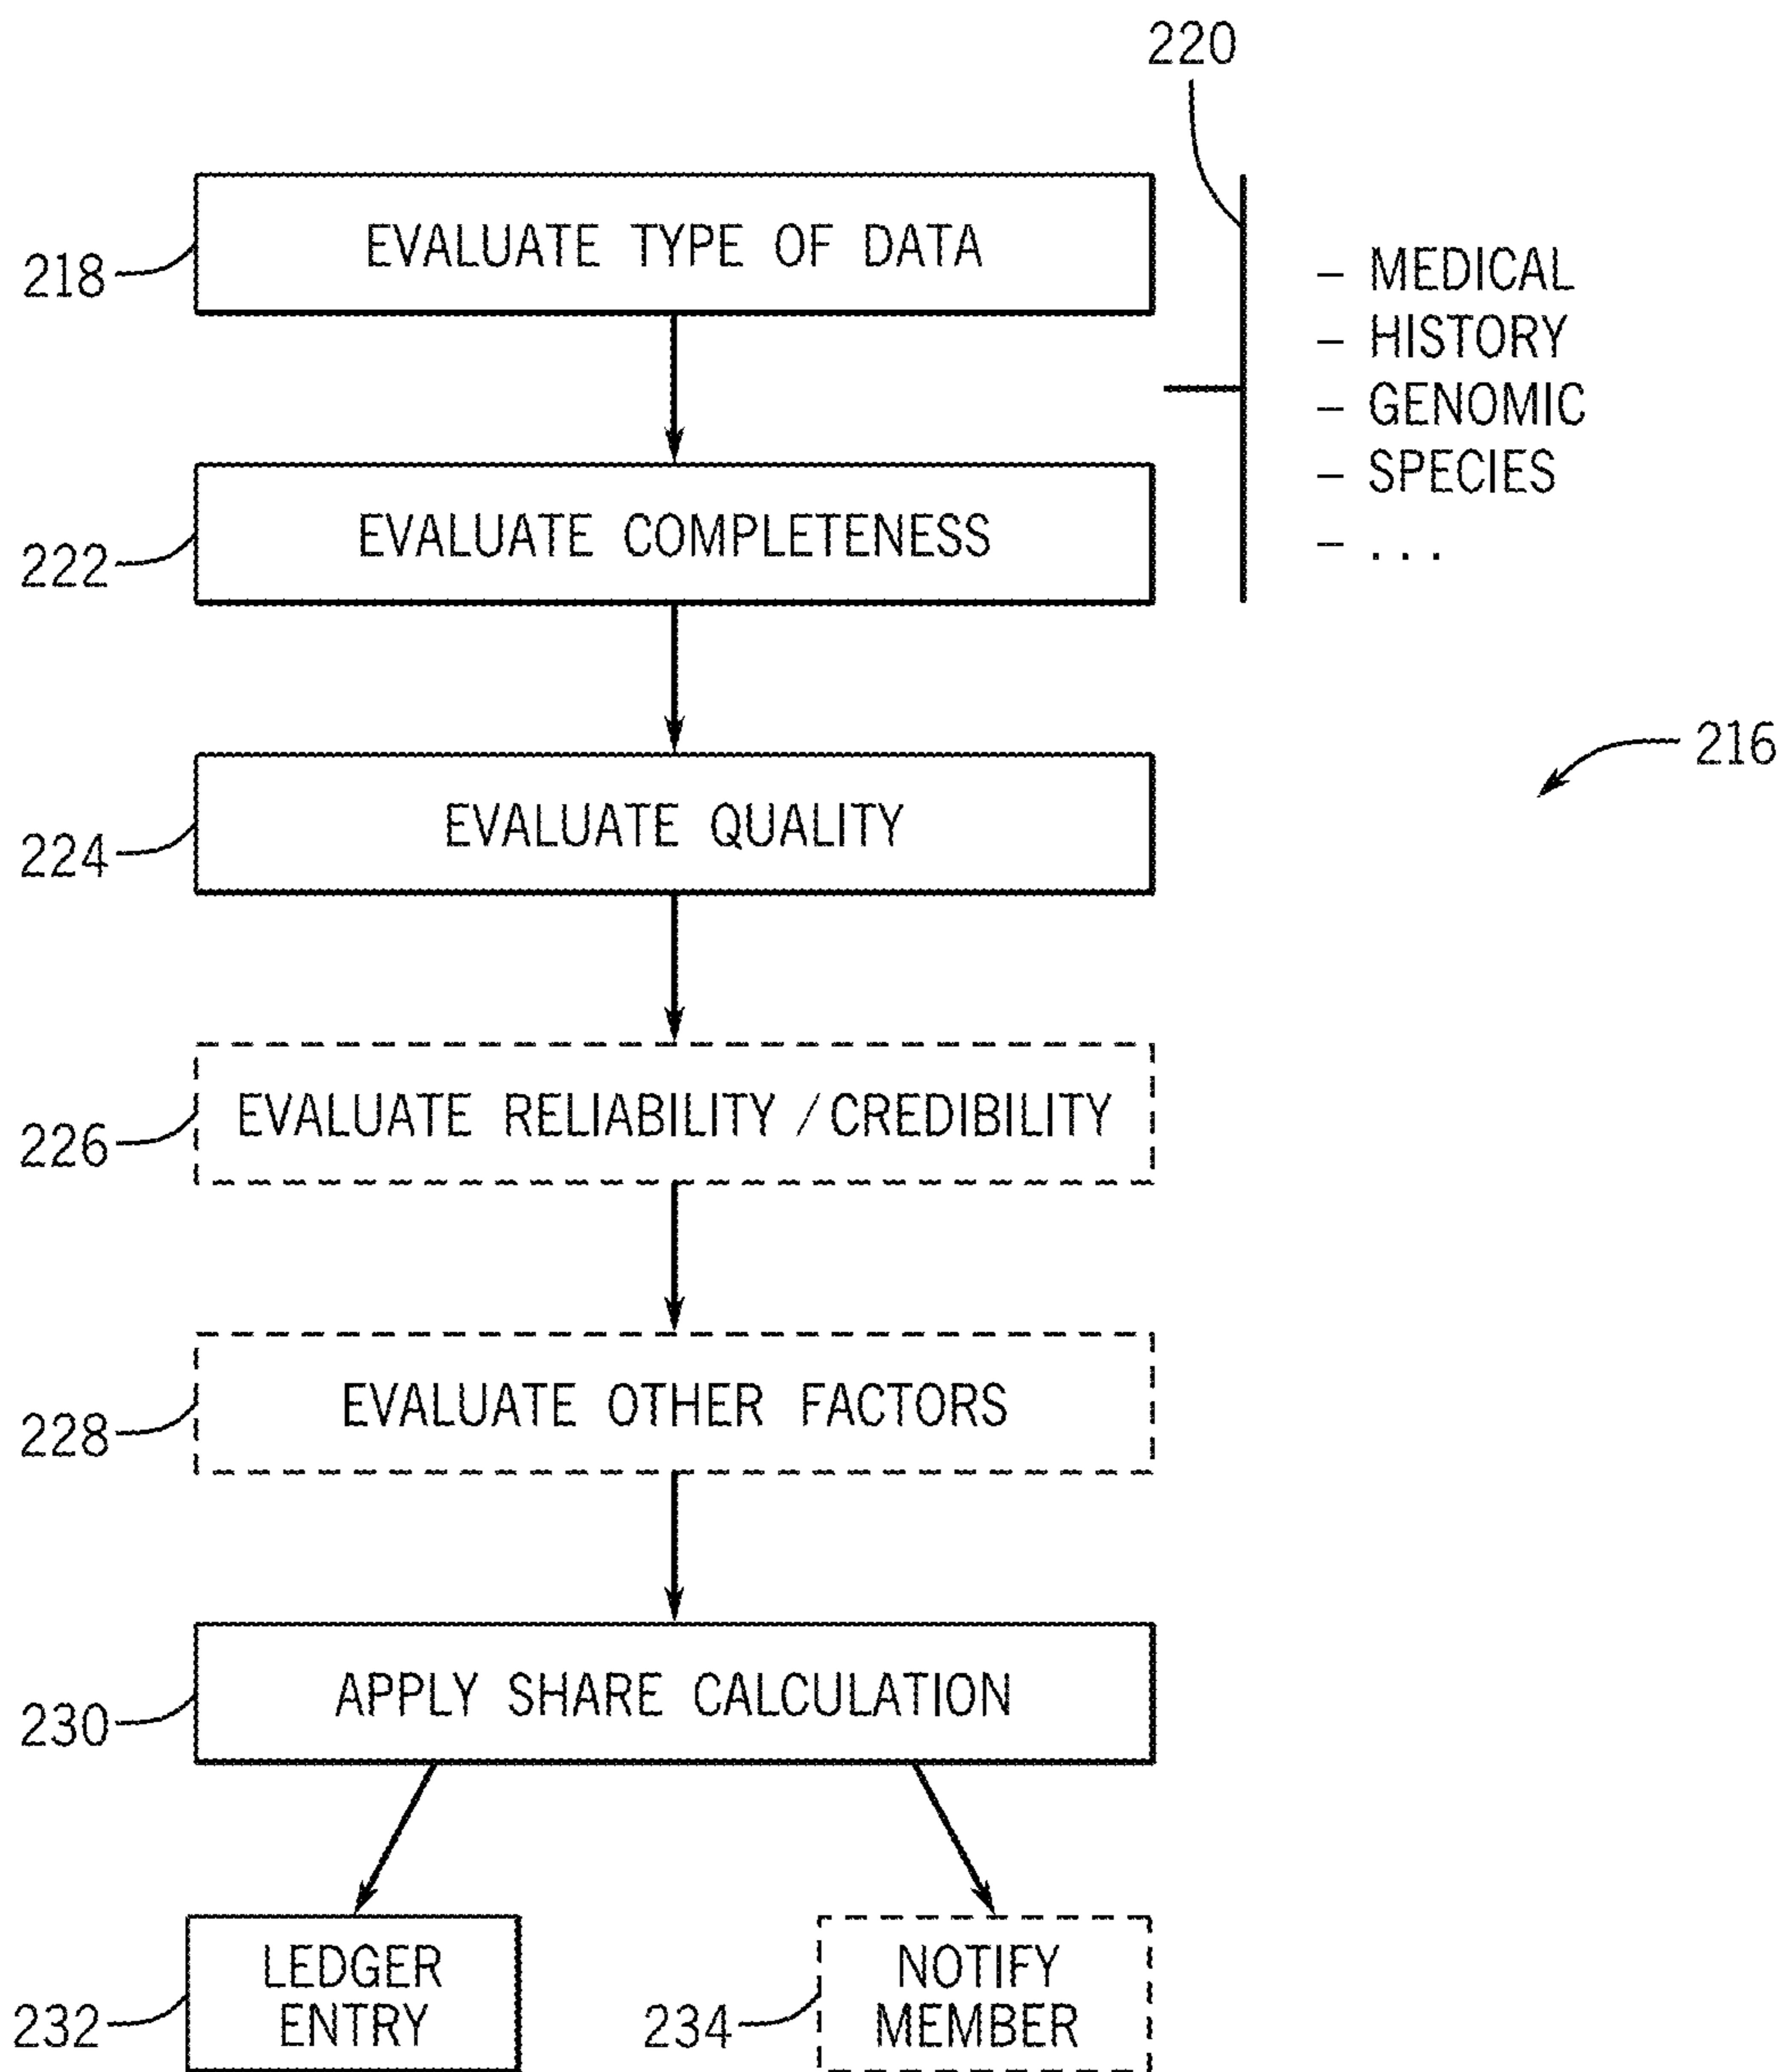 220
EVALUATE TYPE OF DATA
218
- MEDICAL
- HISTORY
- GENOMIC
- SPECIES
- ...
EVALUATE COMPLETENESS
222
216
EVALUATE QUALITY
224
EVALUATE RELIABILITY / CREDIBILITY
226
EVALUATE OTHER FACTORS
228
APPLY SHARE CALCULATION
230
LEDGER
ENTRY
232
NOTIFY
MEMBER
234